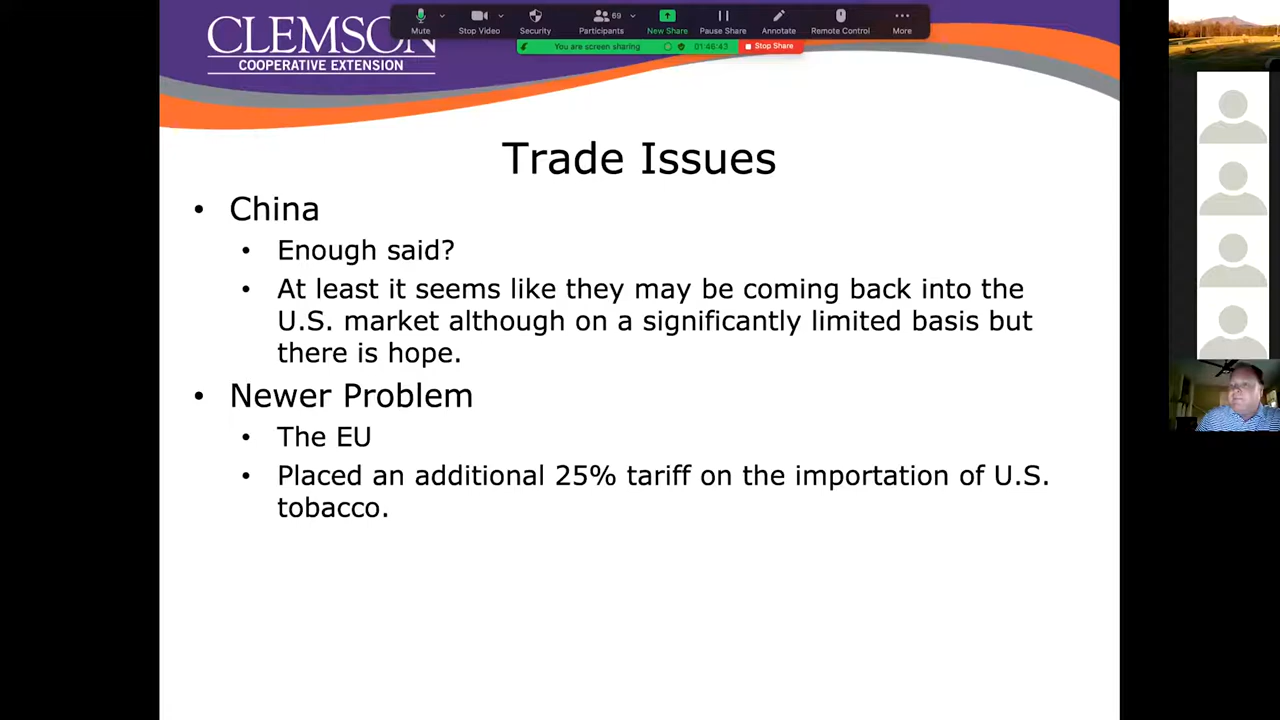 CLEMSON
COOPERATIVE EXTENSION
Mute
Stop Video
Security
69
Participants
New Share
Pause Share
Annotate
Remote Control
More
You are screen sharing
01:46:43
Stop Share
Trade Issues
• China
• Enough said?
• At least it seems like they may be coming back into the
U.S. market although on a significantly limited basis but
there is hope.
• Newer Problem
• The EU
• Placed an additional 25% tariff on the importation of U.S.
tobacco.